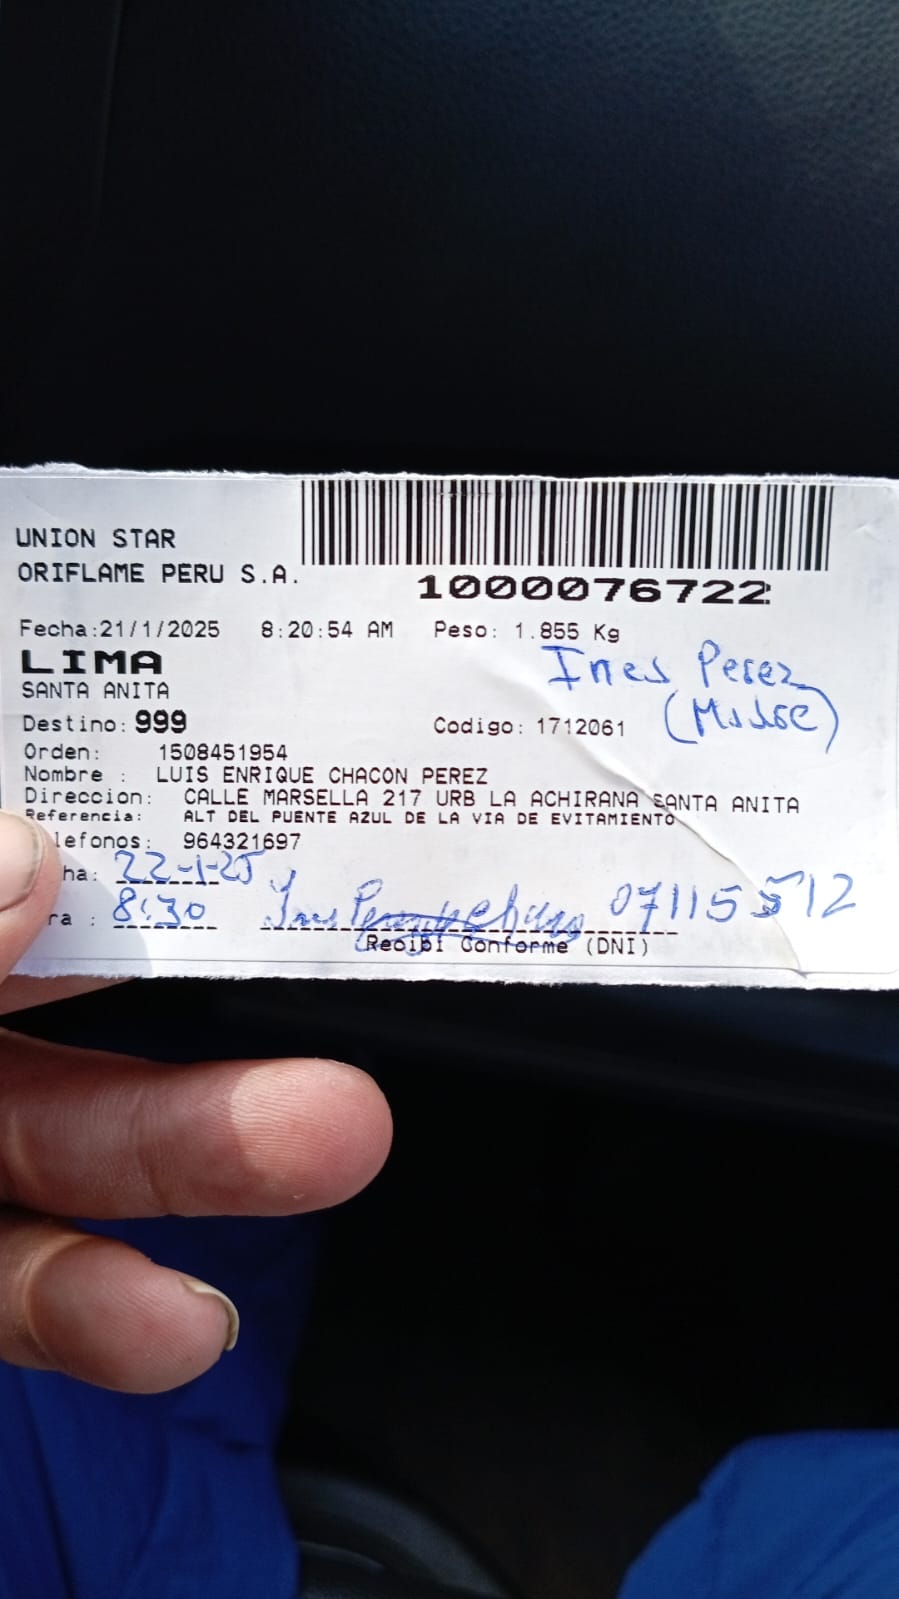 UNION STAR
ORIFLAME PERU S.A.
1000076722
Fecha:21/1/2025 8:20:54 AM Peso: 1.855 Kg
LIMA
Ines Perez
SANTA ANITA
(Madre)
Destino: 999 Codigo: 1712061
Orden: 1508451954
Nombre : LUIS ENRIQUE CHACON PEREZ
Direccion: CALLE MARSELLA 217 URB LA ACHIRANA SANTA ANITA
Referencia: ALT DEL PUENTE AZUL DE LA VIA DE EVITAMIENTO
lefonos: 964321697
ha: 22-1-25
ra : 8:30 07115512
Recibi Conforme (DNI)